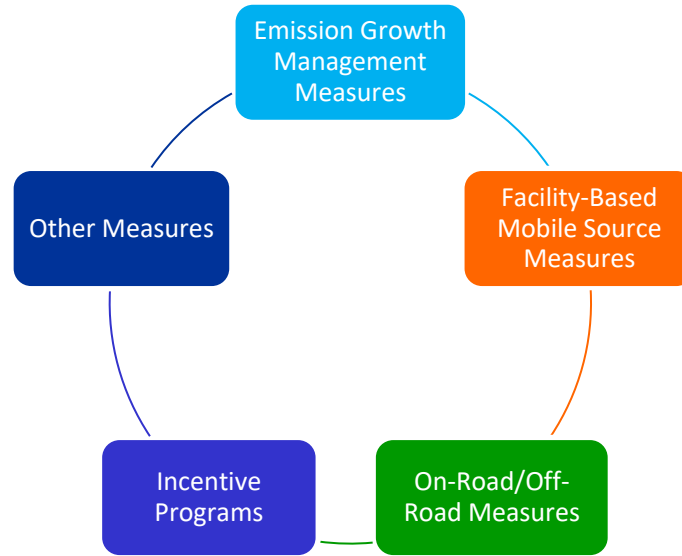 Emission Growth
Management
Measures
Facility-Based
Mobile Source
Measures
On-Road/Off-
Road Measures
Incentive
Programs
Other Measures